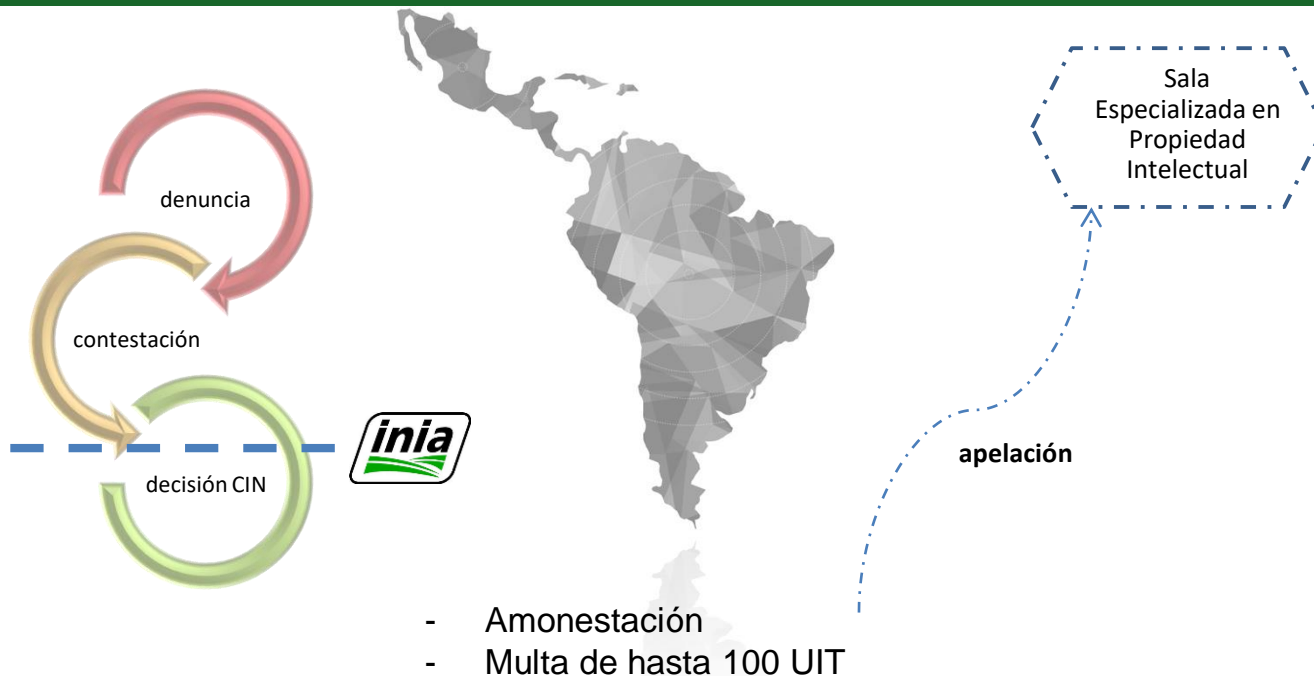 denuncia
contestación
decisión CIN
inia
- Amonestación
- Multa de hasta 100 UIT
apelación
Sala
Especializada en
Propiedad
Intelectual